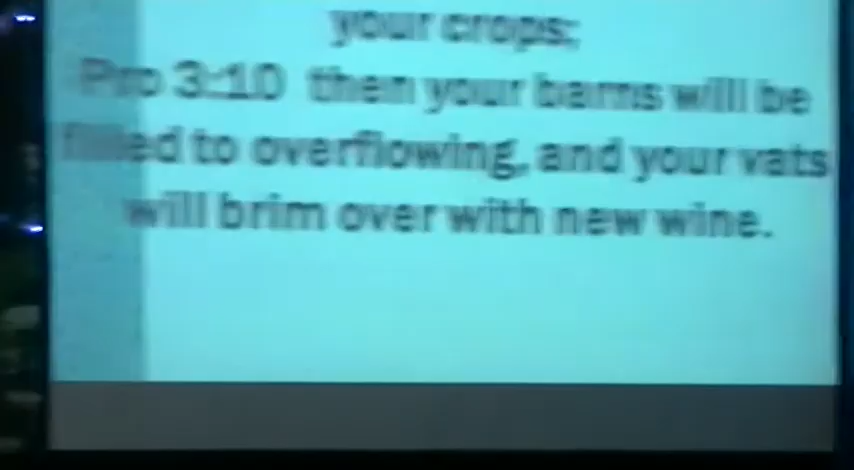 your crops;
Pro 3:10 then your barns will be
filled to overflowing, and your vats
will brim over with new wine.